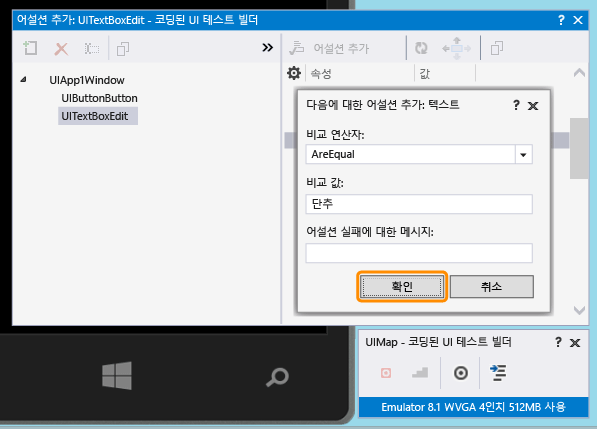 어설션 추가: UITextBoxEdit - 코딩된 UI 테스트 빌더 ? ×
» 어설션 추가
UIApp1Window
UIButtonButton
UITextBoxEdit
속성 값
다음에 대한 어설션 추가: 텍스트 ? ×
비교 연산자:
AreEqual
비교 값:
단추
어설션 실패에 대한 메시지:
확인 취소
UIMap - 코딩된 UI 테스트 빌더 ? ×
Emulator 8.1 WVGA 4인치 512MB 사용